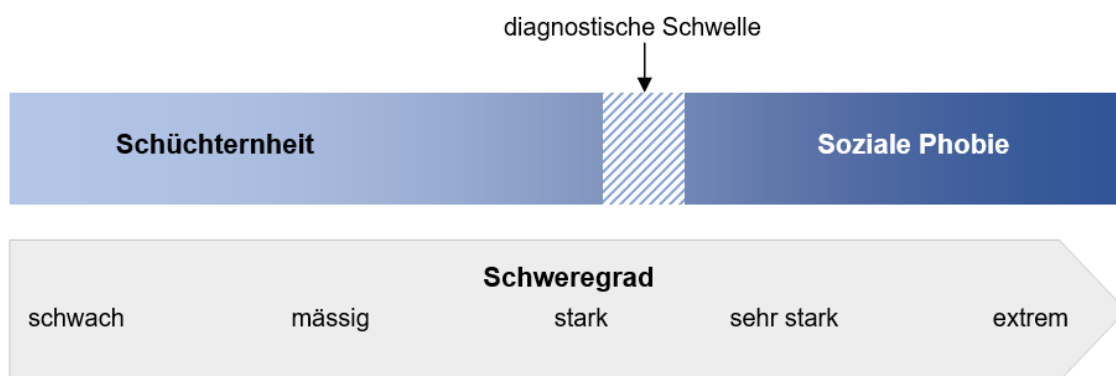 diagnostische Schwelle
Schüchternheit Soziale Phobie
Schweregrad
schwach mässig stark sehr stark extrem